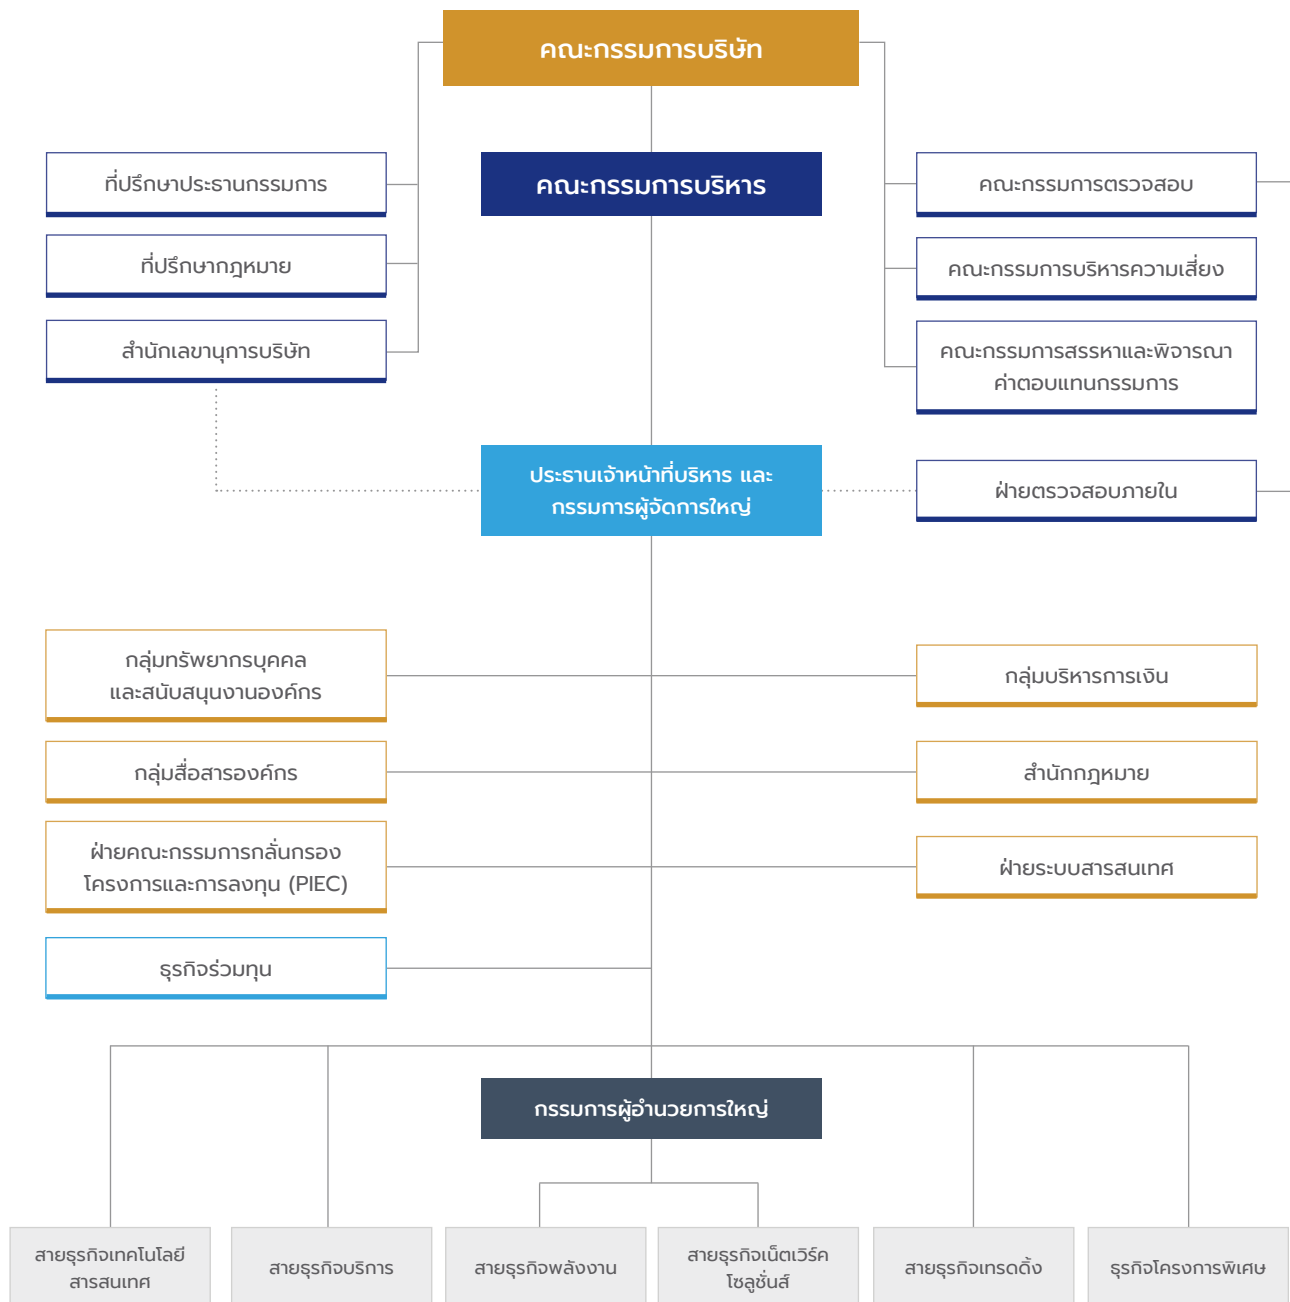 คณะกรรมการบริษัท
คณะกรรมการบริหาร
ที่ปรึกษาประธานกรรมการ
ที่ปรึกษากฎหมาย
สำนักเลขานุการบริษัท
คณะกรรมการตรวจสอบ
คณะกรรมการบริหารความเสี่ยง
คณะกรรมการสรรหาและพิจารณา
ค่าตอบแทนกรรมการ
ประธานเจ้าหน้าที่บริหาร และ
กรรมการผู้จัดการใหญ่
ฝ่ายตรวจสอบภายใน
กลุ่มทรัพยากรบุคคล
และสนับสนุนงานองค์กร
กลุ่มบริหารการเงิน
กลุ่มสื่อสารองค์กร
สำนักกฎหมาย
ฝ่ายคณะกรรมการกลั่นกรอง
โครงการและการลงทุน (PIEC)
ฝ่ายระบบสารสนเทศ
ธุรกิจร่วมทุน
กรรมการผู้อำนวยการใหญ่
สายธุรกิจเทคโนโลยี
สารสนเทศ
สายธุรกิจบริการ
สายธุรกิจพลังงาน
สายธุรกิจเน็ตเวิร์ค
โซลูชั่นส์
สายธุรกิจเทรดดิ้ง
ธุรกิจโครงการพิเศษ